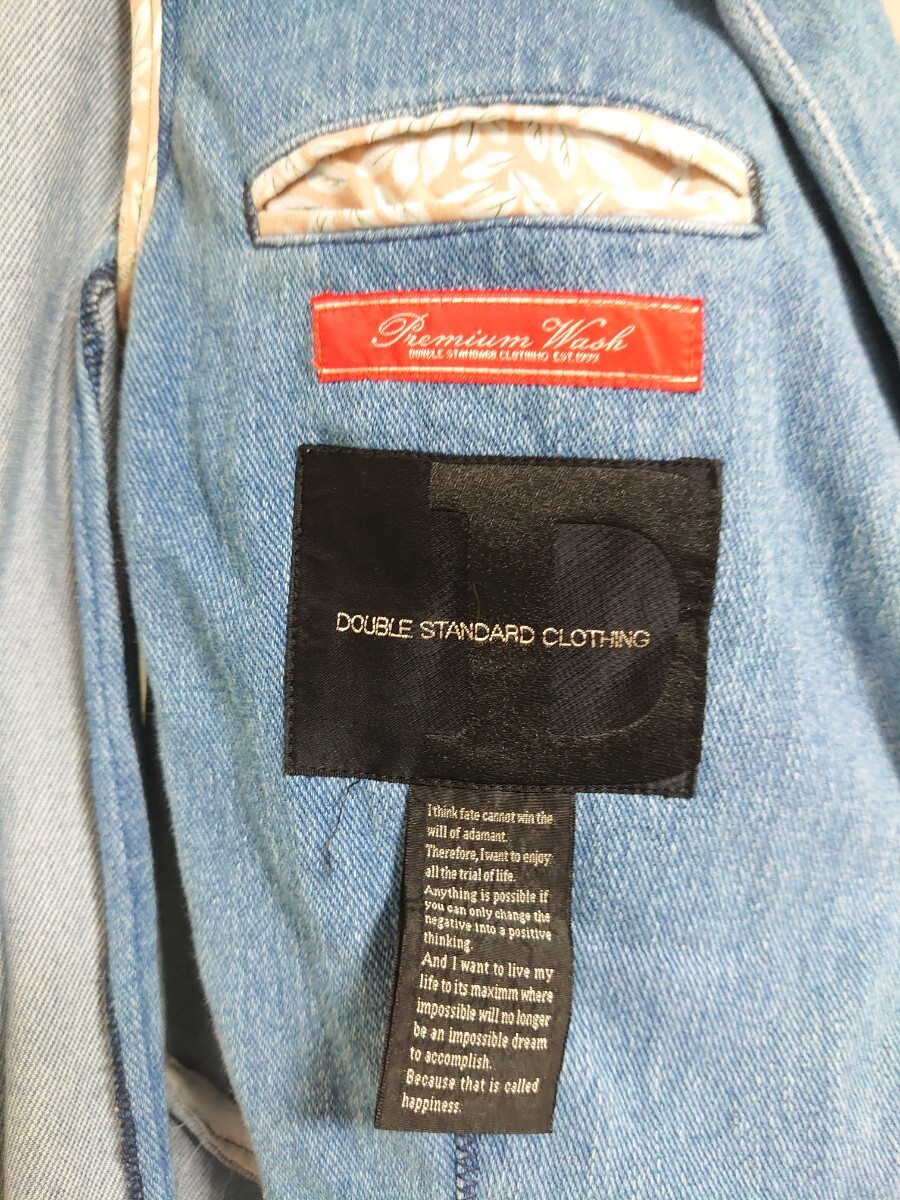 Premium Wash
DOUBLE STANDARD CLOTHING EST.1999
D
DOUBLE STANDARD CLOTHING
I think fate cannot win the
will of adamant.
Therefore, I want to enjoy
all the trial of life.
Anything is possible if
you can only change the
negative into a positive
thinking.
And I want to live my
life to its maximm where
impossible will no longer
be an impossible dream
to accomplish.
Because that is called
happiness.